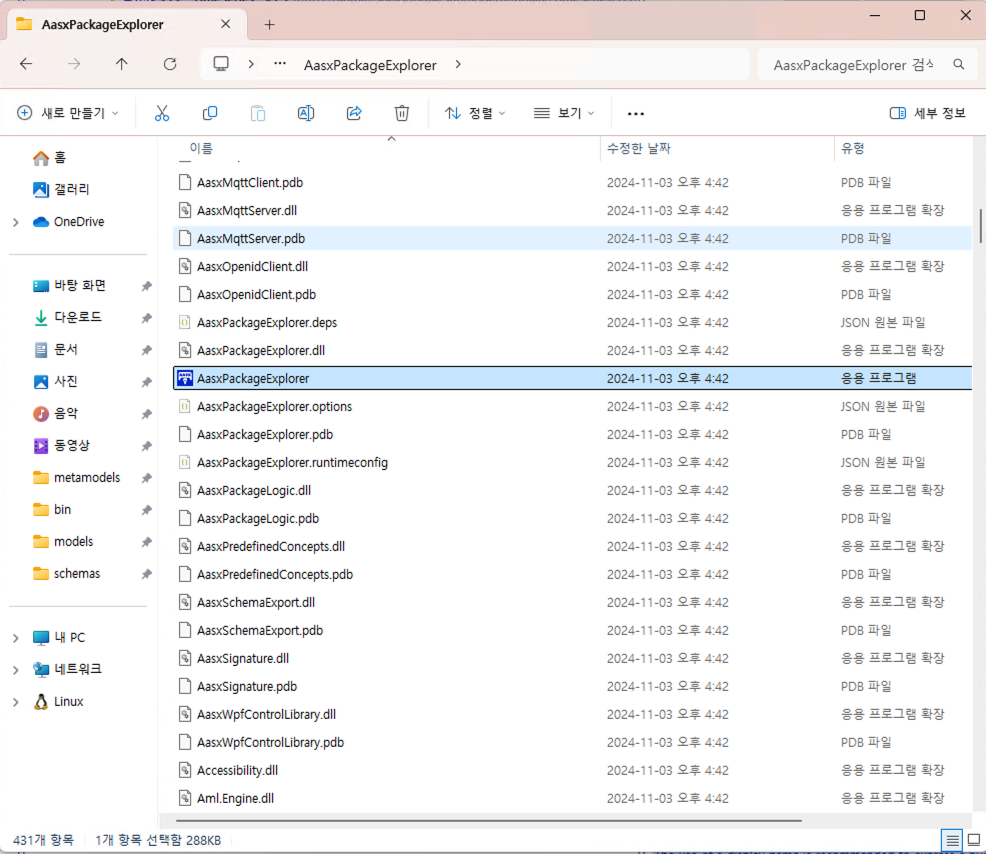 AasxPackageExplorer
AasxPackageExplorer
AasxPackageExplorer 검색
새로 만들기
정렬
보기
세부 정보
이름 수정한 날짜 유형
홈
갤러리
OneDrive
바탕 화면
다운로드
문서
사진
음악
동영상
metamodels
bin
models
schemas
내 PC
네트워크
Linux
AasxMqttClient.pdb 2024-11-03 오후 4:42 PDB 파일
AasxMqttServer.dll 2024-11-03 오후 4:42 응용 프로그램 확장
AasxMqttServer.pdb 2024-11-03 오후 4:42 PDB 파일
AasxOpenidClient.dll 2024-11-03 오후 4:42 응용 프로그램 확장
AasxOpenidClient.pdb 2024-11-03 오후 4:42 PDB 파일
AasxPackageExplorer.deps 2024-11-03 오후 4:42 JSON 원본 파일
AasxPackageExplorer.dll 2024-11-03 오후 4:42 응용 프로그램 확장
AasxPackageExplorer 2024-11-03 오후 4:42 응용 프로그램
AasxPackageExplorer.options 2024-11-03 오후 4:42 JSON 원본 파일
AasxPackageExplorer.pdb 2024-11-03 오후 4:42 PDB 파일
AasxPackageExplorer.runtimeconfig 2024-11-03 오후 4:42 JSON 원본 파일
AasxPackageLogic.dll 2024-11-03 오후 4:42 응용 프로그램 확장
AasxPackageLogic.pdb 2024-11-03 오후 4:42 PDB 파일
AasxPredefinedConcepts.dll 2024-11-03 오후 4:42 응용 프로그램 확장
AasxPredefinedConcepts.pdb 2024-11-03 오후 4:42 PDB 파일
AasxSchemaExport.dll 2024-11-03 오후 4:42 응용 프로그램 확장
AasxSchemaExport.pdb 2024-11-03 오후 4:42 PDB 파일
AasxSignature.dll 2024-11-03 오후 4:42 응용 프로그램 확장
AasxSignature.pdb 2024-11-03 오후 4:42 PDB 파일
AasxWpfControlLibrary.dll 2024-11-03 오후 4:42 응용 프로그램 확장
AasxWpfControlLibrary.pdb 2024-11-03 오후 4:42 PDB 파일
Accessibility.dll 2024-11-03 오후 4:42 응용 프로그램 확장
Aml.Engine.dll 2024-11-03 오후 4:42 응용 프로그램 확장
431개 항목 1개 항목 선택함 288KB